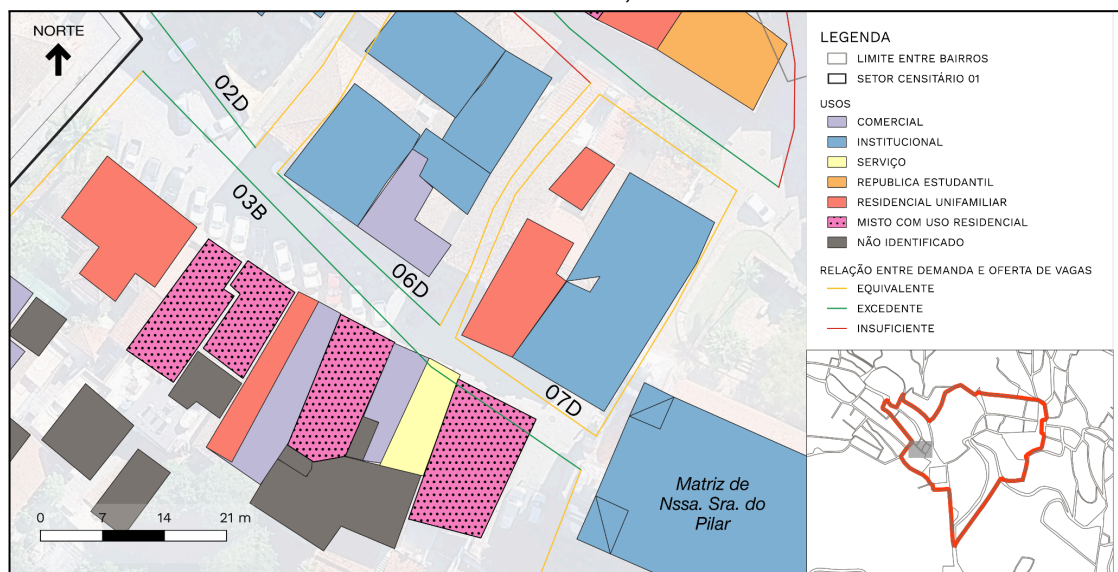 NORTE
02D
03B
06D
07D
Matriz de
Nssa. Sra. do
Pilar
0 7 14 21 m
LEGENDA
LIMITE ENTRE BAIRROS
SETOR CENSITÁRIO 01
USOS
COMERCIAL
INSTITUCIONAL
SERVIÇO
REPUBLICA ESTUDANTIL
RESIDENCIAL UNIFAMILIAR
MISTO COM USO RESIDENCIAL
NÃO IDENTIFICADO
RELAÇÃO ENTRE DEMANDA E OFERTA DE VAGAS
EQUIVALENTE
EXCEDENTE
INSUFICIENTE